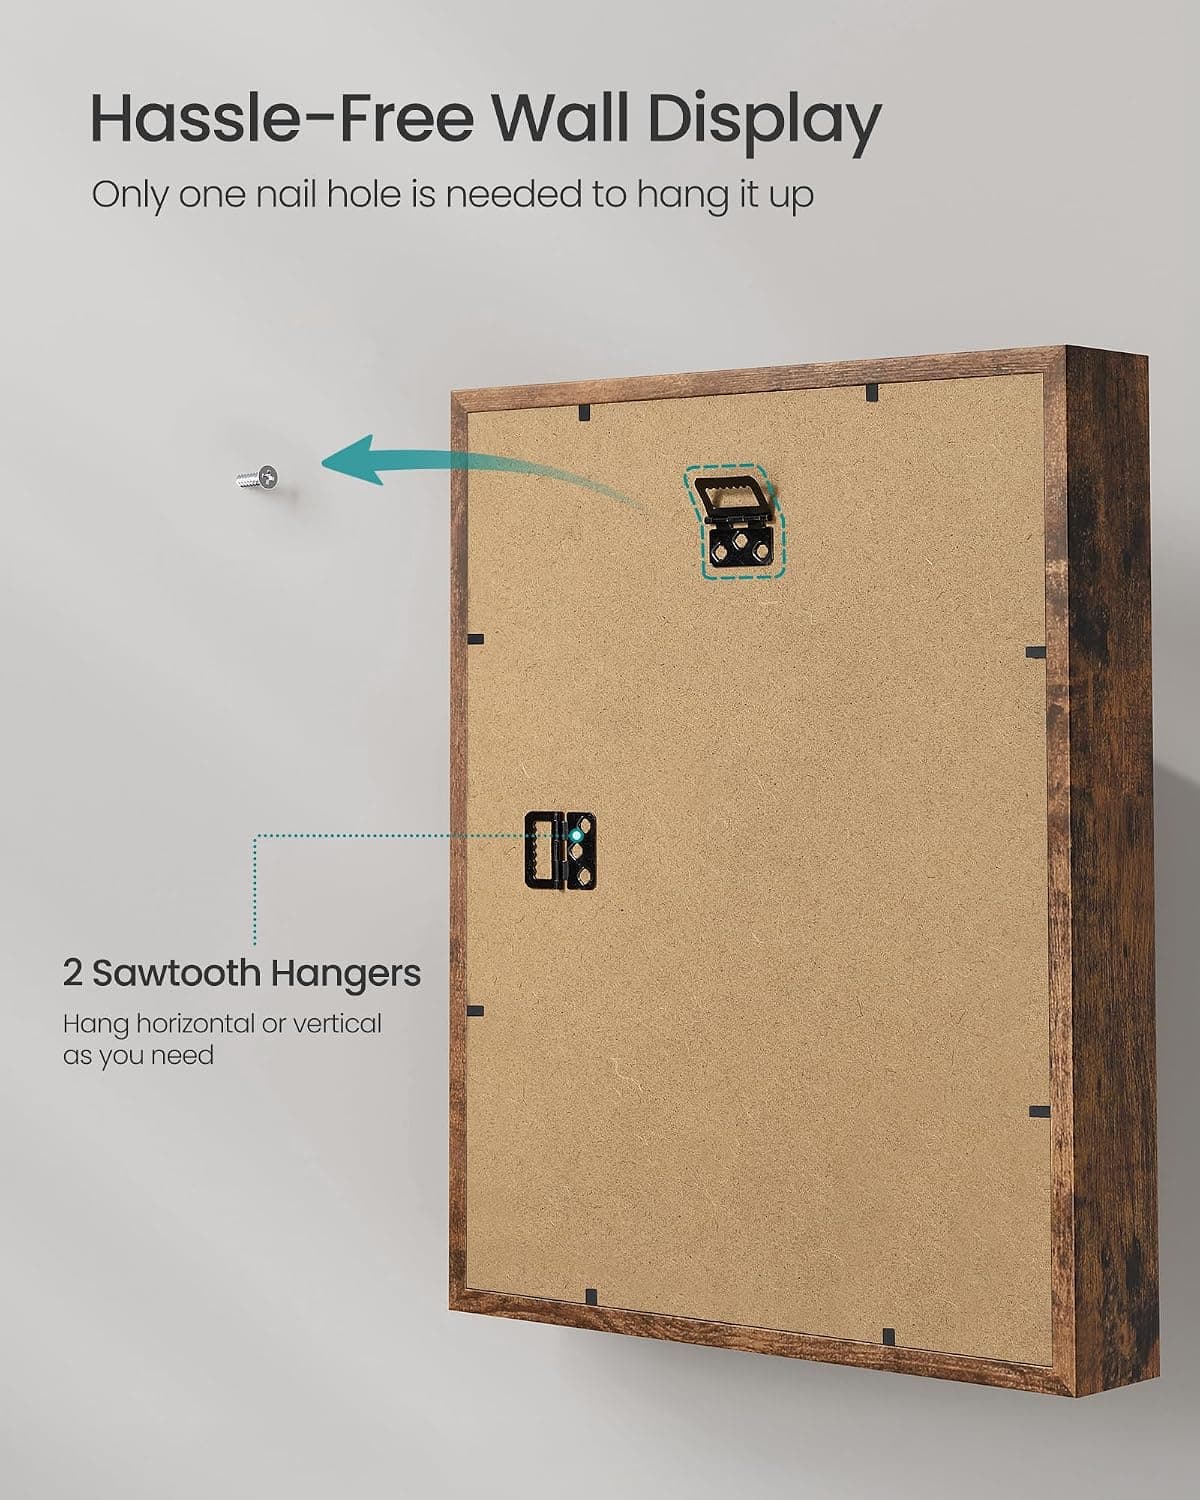 Hassle-Free Wall Display
Only one nail hole is needed to hang it up
2 Sawtooth Hangers
Hang horizontal or vertical
as you need